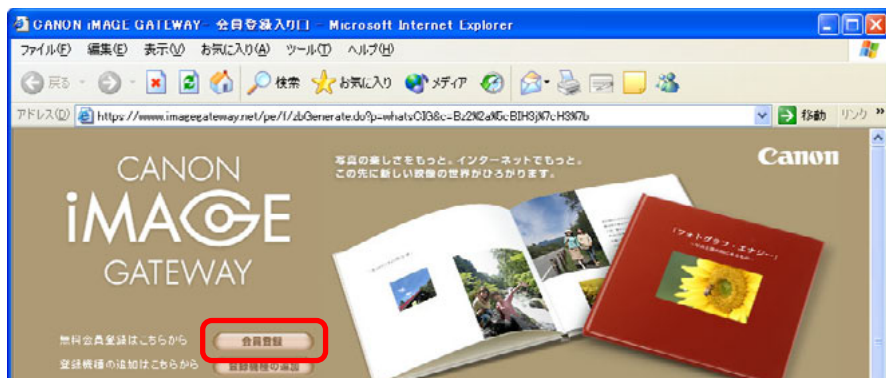 CANON iMAGE GATEWAY- 会員登録入り口 - Microsoft Internet Explorer
ファイル(F) 編集(E) 表示(V) お気に入り(A) ツール(T) ヘルプ(H)
戻る 検索 お気に入り メディア
アドレス(D) 移動 リンク »
写真の楽しさをもっと。インターネットでもっと。
この先に新しい映像の世界がひろがります。
Canon
CANON
iMAGE
GATEWAY
「フォトグラフ・エナジー」
無料会員登録はこちらから 会員登録
登録機種の追加はこちらから 登録機種の追加